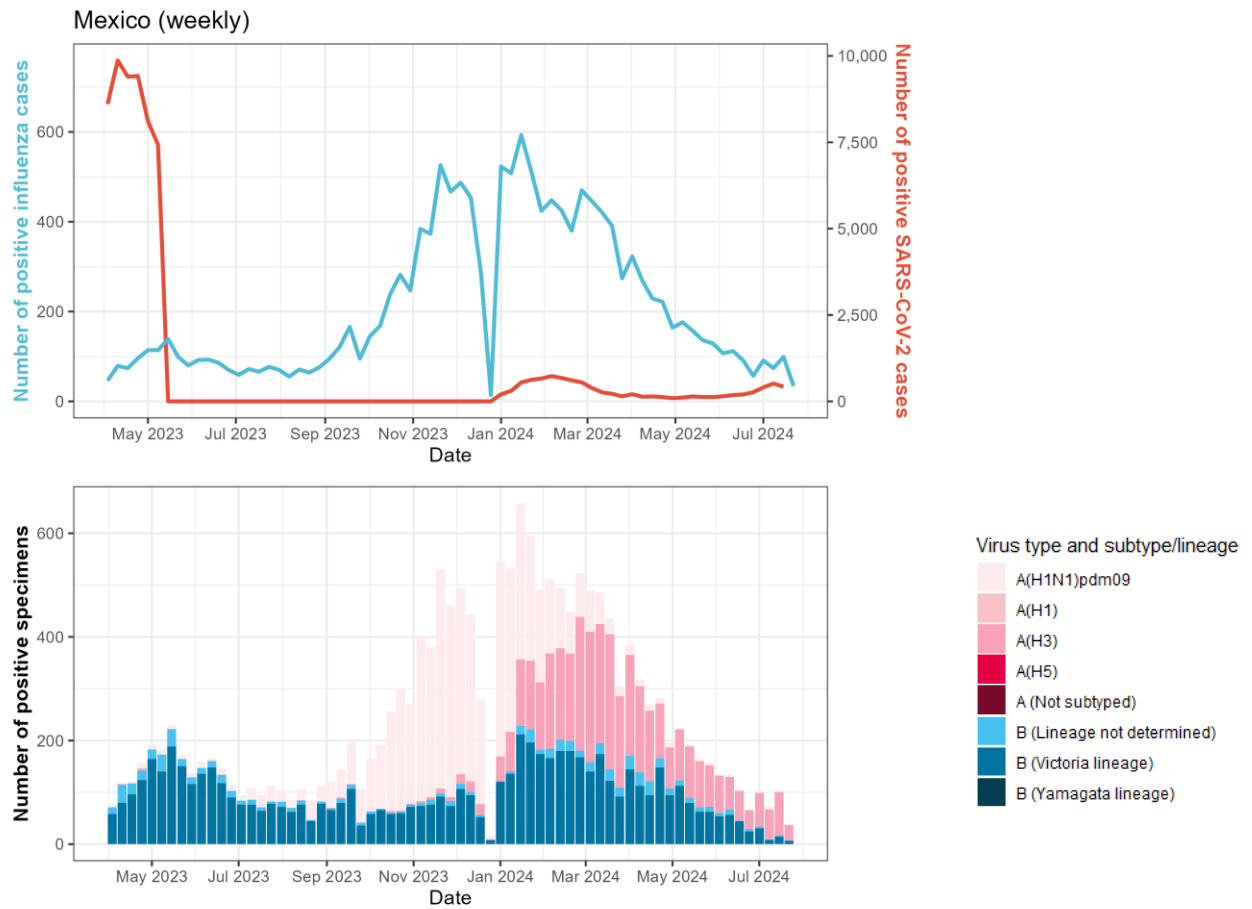 Mexico (weekly)
Number of positive influenza cases
600
400
200
0
10,000
7,500
5,000
2,500
0
Number of positive SARS-CoV-2 cases
May 2023 Jul 2023 Sep 2023 Nov 2023 Jan 2024 Mar 2024 May 2024 Jul 2024
Date
Number of positive specimens
600
400
200
0
May 2023 Jul 2023 Sep 2023 Nov 2023 Jan 2024 Mar 2024 May 2024 Jul 2024
Date
Virus type and subtype/lineage
A(H1N1)pdm09
A(H1)
A(H3)
A(H5)
A (Not subtyped)
B (Lineage not determined)
B (Victoria lineage)
B (Yamagata lineage)